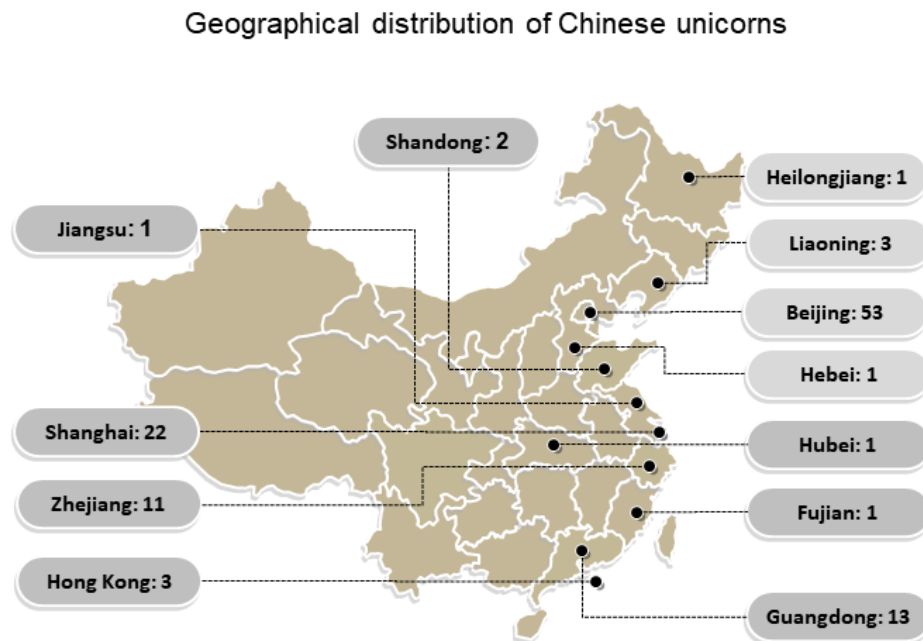 Geographical distribution of Chinese unicorns
Shandong: 2
Heilongjiang: 1
Jiangsu: 1
Liaoning: 3
Beijing: 53
Hebei: 1
Shanghai: 22
Hubei: 1
Zhejiang: 11
Fujian: 1
Hong Kong: 3
Guangdong: 13